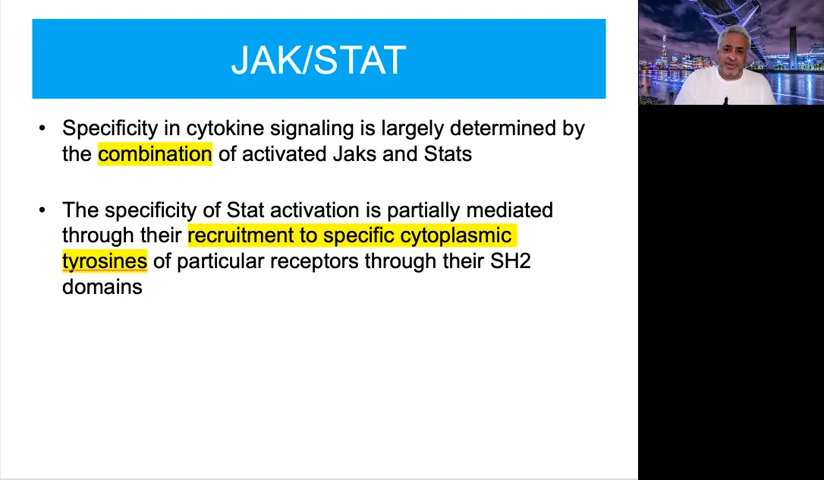 JAK/STAT
• Specificity in cytokine signaling is largely determined by
the combination of activated Jaks and Stats
• The specificity of Stat activation is partially mediated
through their recruitment to specific cytoplasmic
tyrosines of particular receptors through their SH2
domains